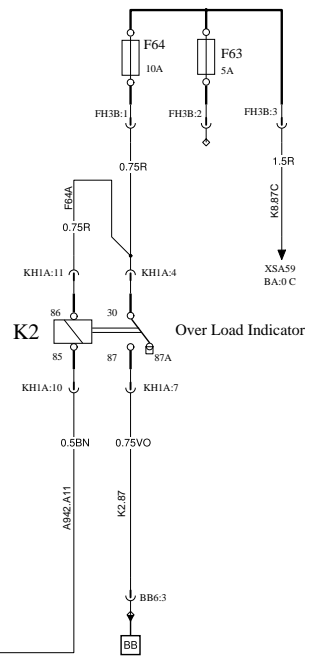 F64
F63
10A
5A
FH3B:1
FH3B:2
FH3B:3
0.75R
1.5R
F64A
K8.87C
0.75R
XSA59
BA:0 C
KH1A:11
KH1A:4
86
30
K2
Over Load Indicator
85
87
87A
KH1A:10
KH1A:7
0.5BN
0.75VO
A942.A11
K2.87
BB6:3
BB